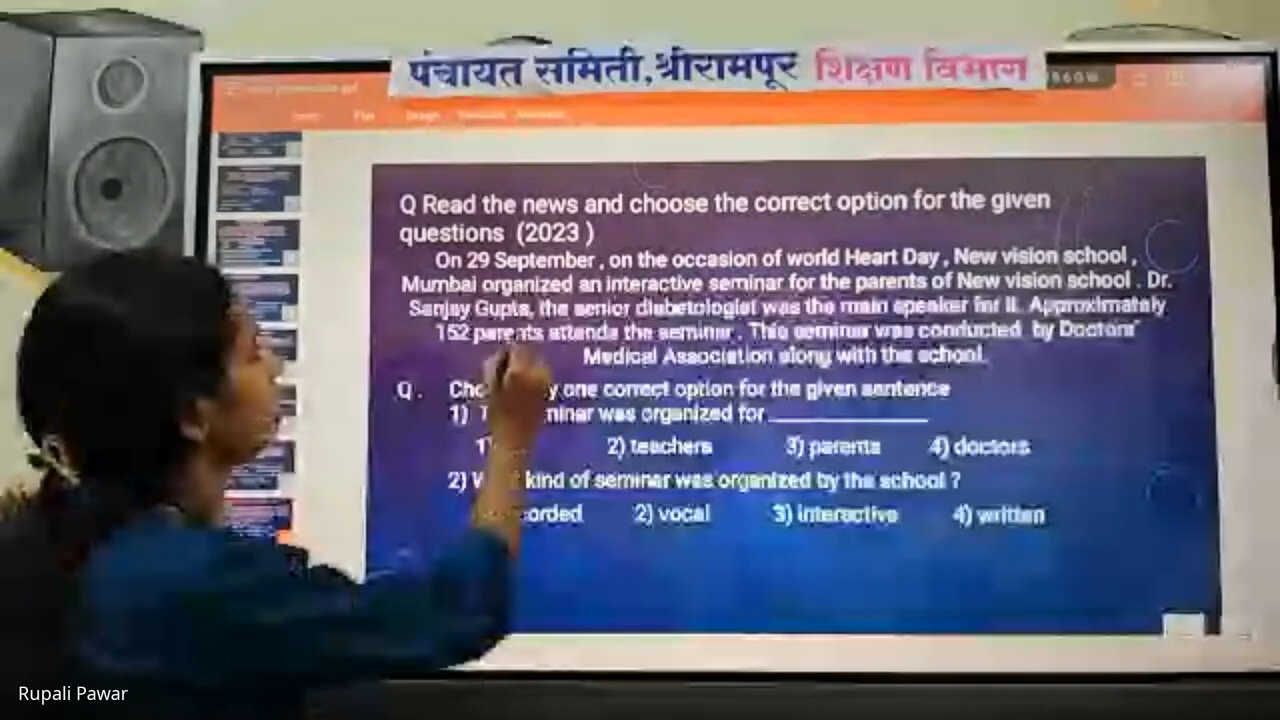 पंचायत समिती,श्रीरामपूर शिक्षण विभाग
Q Read the news and choose the correct option for the given
questions (2023 )
On 29 September , on the occasion of world Heart Day , New vision school ,
Mumbai organized an interactive seminar for the parents of New vision school . Dr.
Sanjay Gupta, the senior diabetologist was the main speaker for it. Approximately
152 parents attends the seminar . This seminar was conducted by Doctors'
Medical Association along with the school.
Q . one correct option for the given sentence
1) was organized for ____________
1) 2) teachers 3) parents 4) doctors
2) kind of seminar was organized by the school ?
2) vocal 3) interactive 4) written
Rupali Pawar